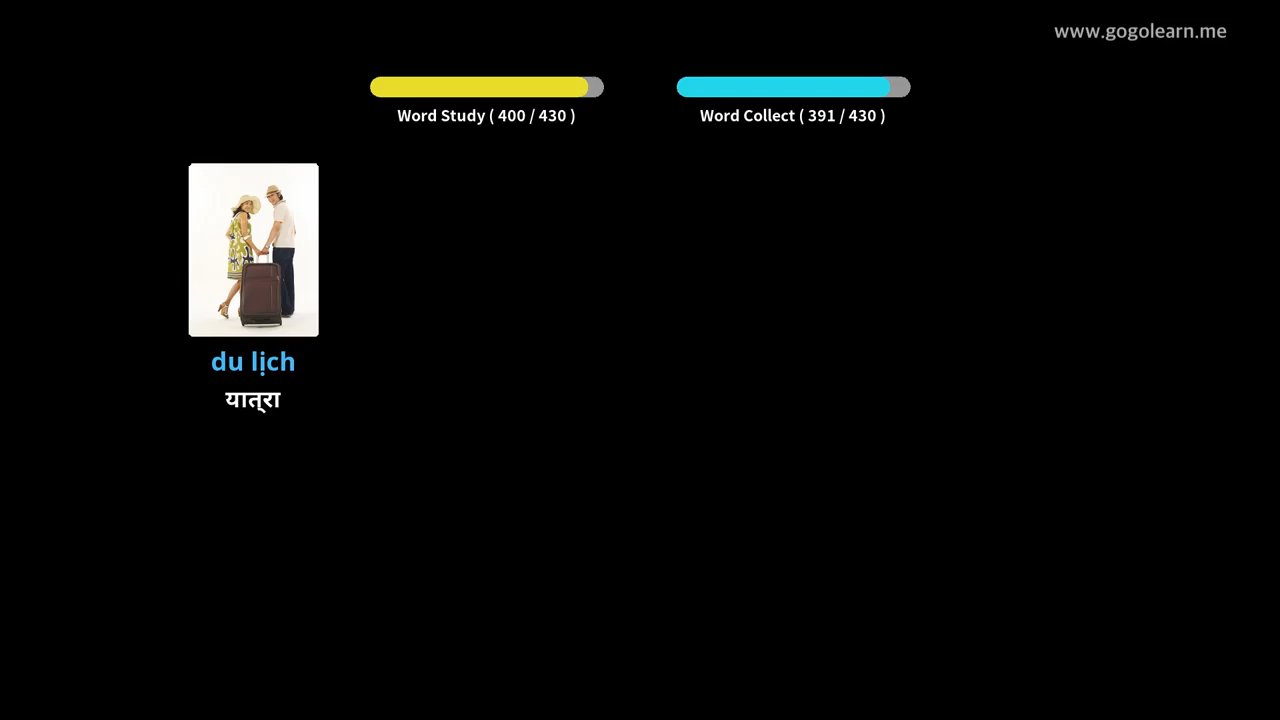 www.gogolearn.me
Word Study ( 400 / 430 )
Word Collect ( 391 / 430 )
du lịch
यात्रा